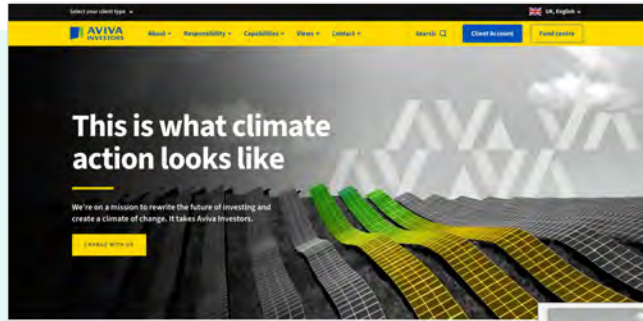 Select your client type
UK, English
AVIVA
INVESTORS
About
Responsibility
Capabilities
Views
Contact
Search
Client Account
Fund centre
This is what climate
action looks like
We're on a mission to rewrite the future of investing and
create a climate of change. It takes Aviva Investors.
CHANGE WITH US
AVIVA